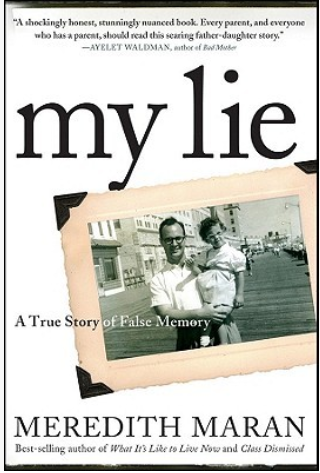 "A shockingly honest, stunningly nuanced book. Every parent, and everyone
who has a parent, should read this searing father-daughter story."
—AYELET WALDMAN, author of Bad Mother
my lie
A True Story of False Memory
MEREDITH MARAN
Best-selling author of What It's Like to Live Now and Class Dismissed